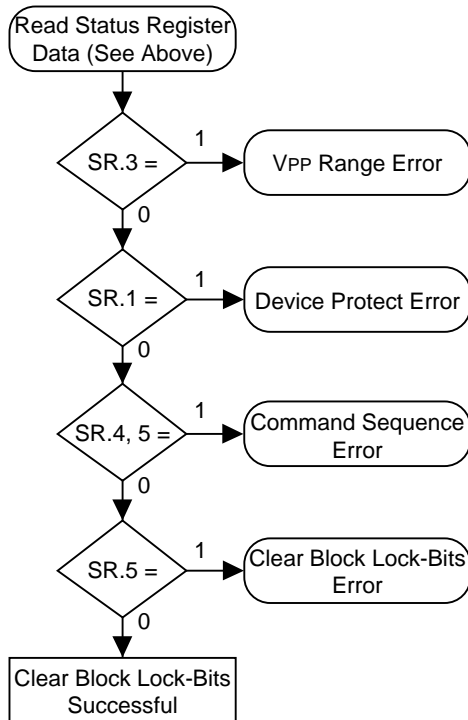 Read Status Register
Data (See Above)
SR.3 =
1
VPP Range Error
0
SR.1 =
1
Device Protect Error
0
SR.4, 5 =
1
Command Sequence
Error
0
SR.5 =
1
Clear Block Lock-Bits
Error
0
Clear Block Lock-Bits
Successful